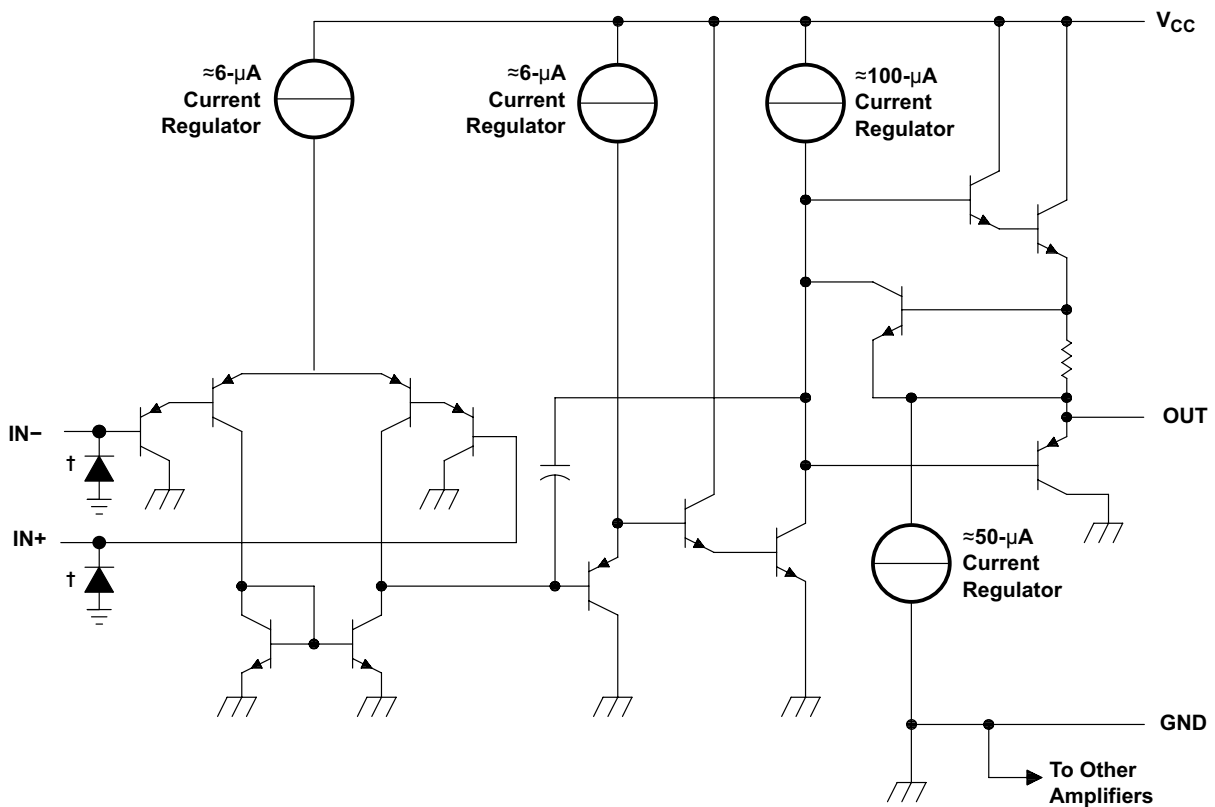 V_CC
≈6-µA
Current
Regulator
≈6-µA
Current
Regulator
≈100-µA
Current
Regulator
IN−
†
IN+
†
OUT
≈50-µA
Current
Regulator
GND
To Other
Amplifiers